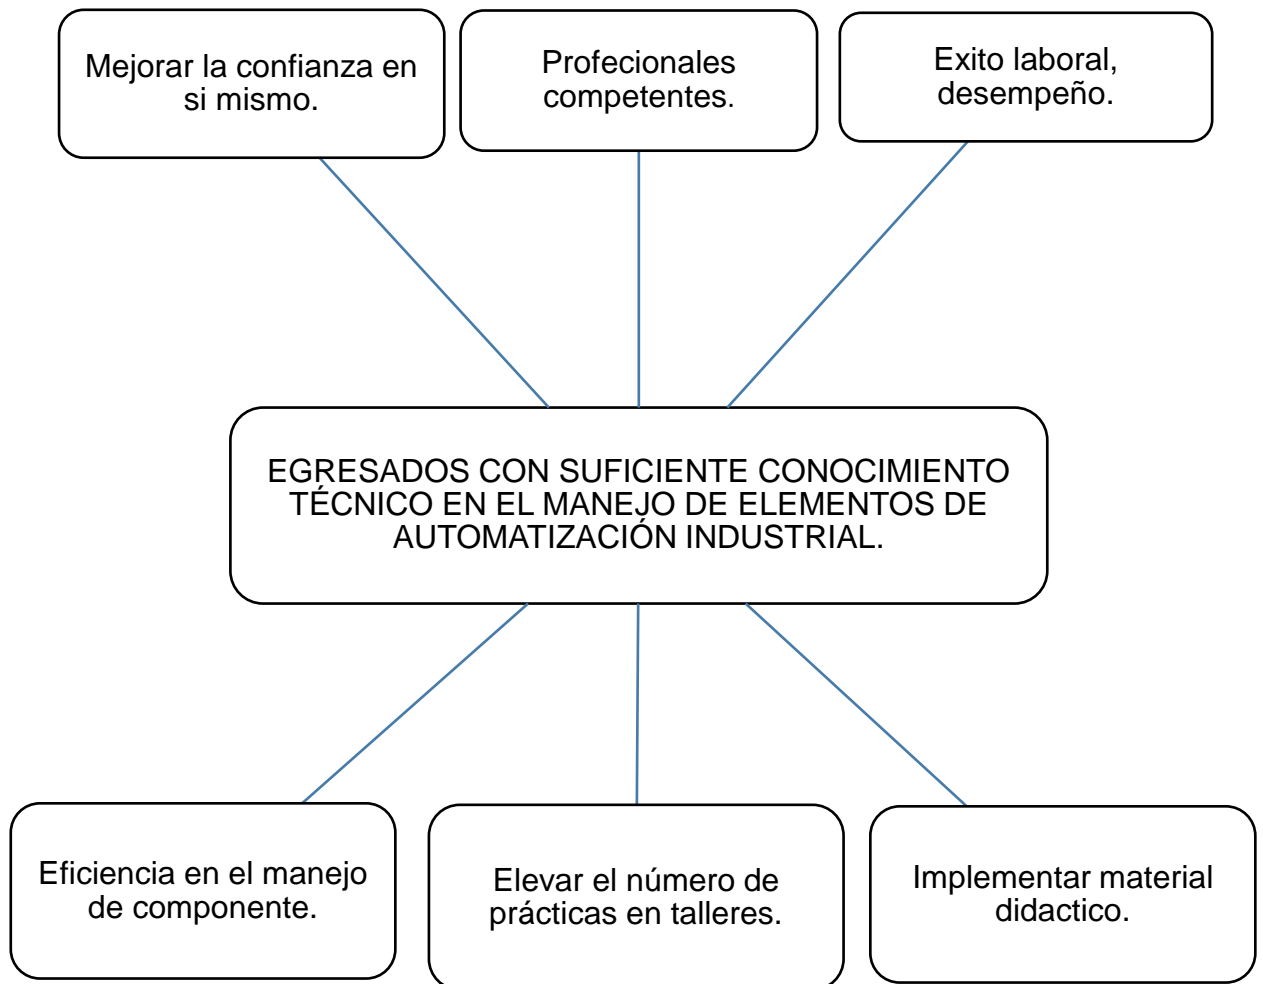 Mejorar la confianza en
si mismo.
Profecionales
competentes.
Exito laboral,
desempeño.
EGRESADOS CON SUFICIENTE CONOCIMIENTO
TÉCNICO EN EL MANEJO DE ELEMENTOS DE
AUTOMATIZACIÓN INDUSTRIAL.
Eficiencia en el manejo
de componente.
Elevar el número de
prácticas en talleres.
Implementar material
didactico.